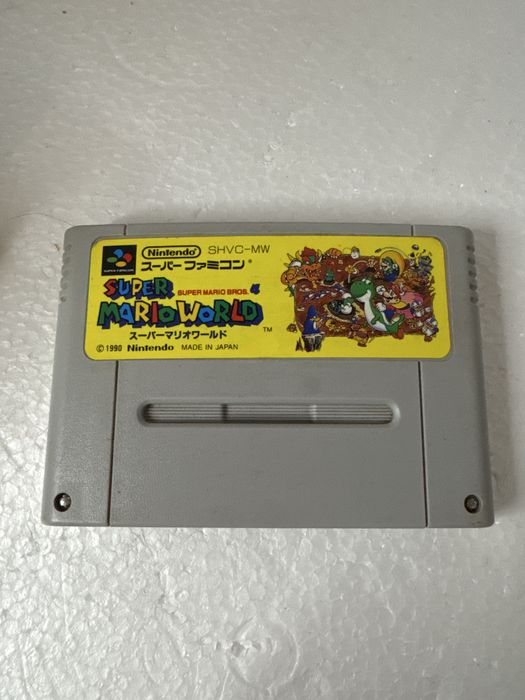 Nintendo SHVC-MW
スーパーファミコン®
SUPER
SUPER MARIO BROS. 4
MARIO WORLD
スーパーマリオワールド ™
© 1990 Nintendo MADE IN JAPAN